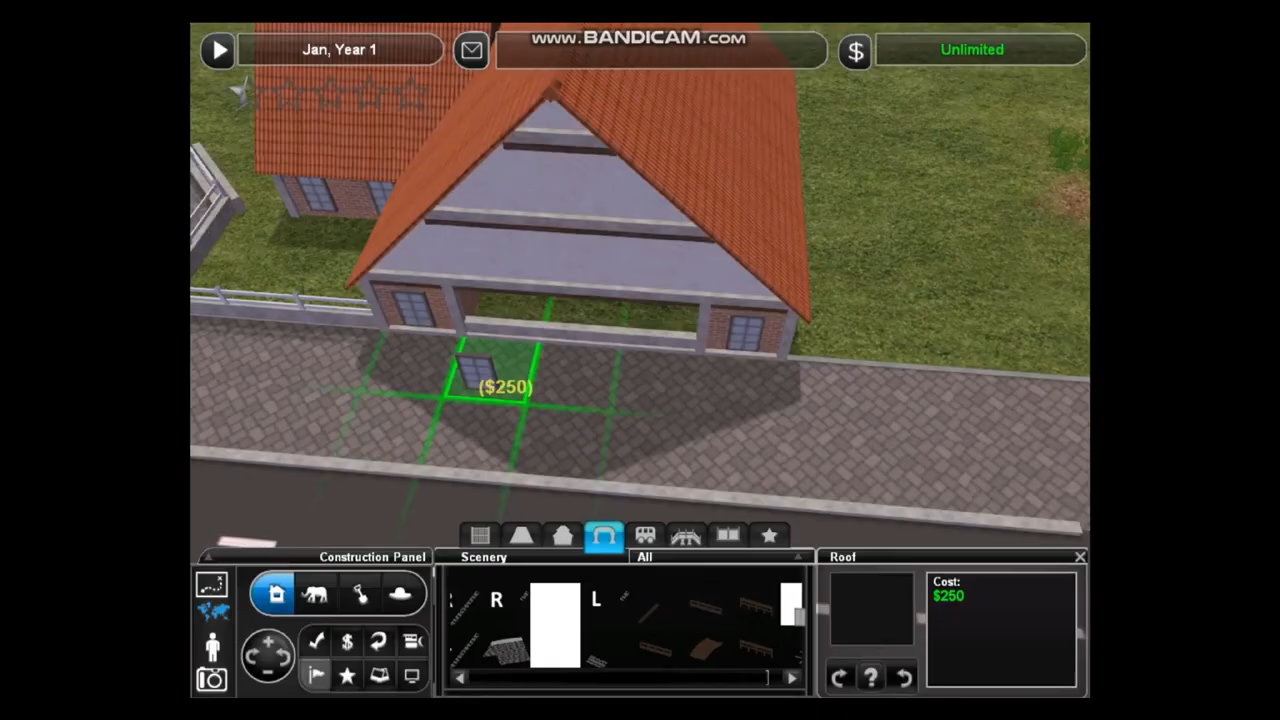 www.BANDICAM.com
Jan, Year 1
Unlimited
($250)
Construction Panel
Scenery
All
Roof
R
L
Cost:
$250